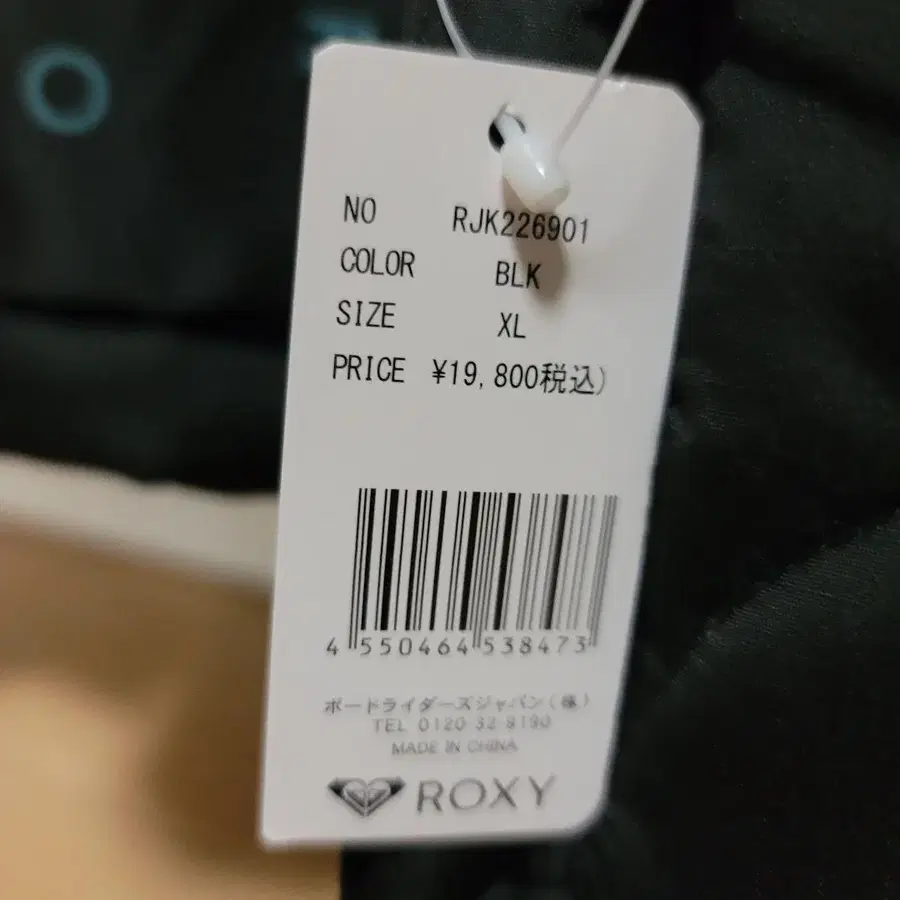 NO RJK226901
COLOR BLK
SIZE XL
PRICE ¥19,800税込)
4 550464 538473
ボードライダーズジャパン(株)
TEL 0120 32 8190
MADE IN CHINA
ROXY